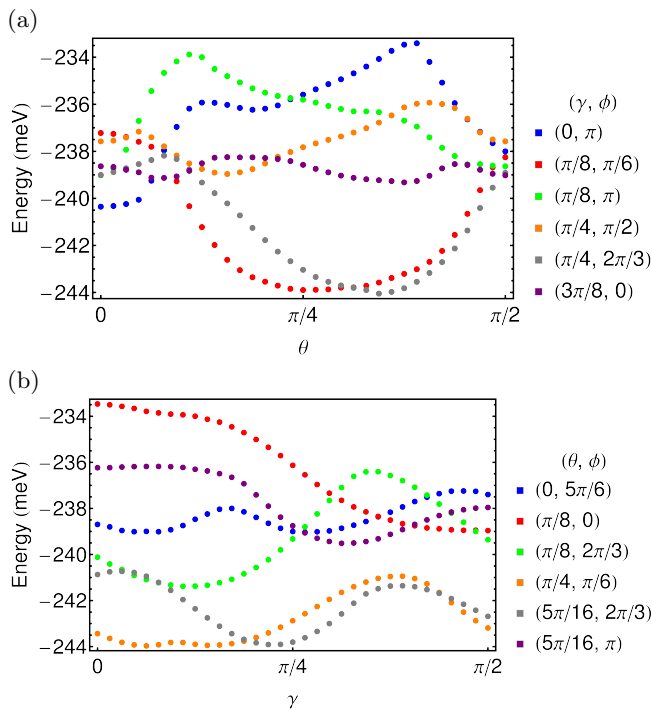 (a)
Energy (meV)
−234
−236
−238
−240
−242
−244
0
π/4
π/2
θ
(γ, ϕ)
(0, π)
(π/8, π/6)
(π/8, π)
(π/4, π/2)
(π/4, 2π/3)
(3π/8, 0)
(b)
Energy (meV)
−234
−236
−238
−240
−242
−244
0
π/4
π/2
γ
(θ, ϕ)
(0, 5π/6)
(π/8, 0)
(π/8, 2π/3)
(π/4, π/6)
(5π/16, 2π/3)
(5π/16, π)